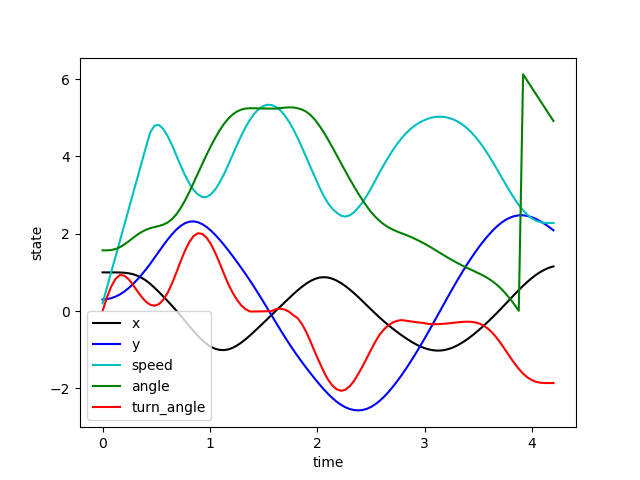 6
4
2
0
−2
state
x
y
speed
angle
turn_angle
0 1 2 3 4
time